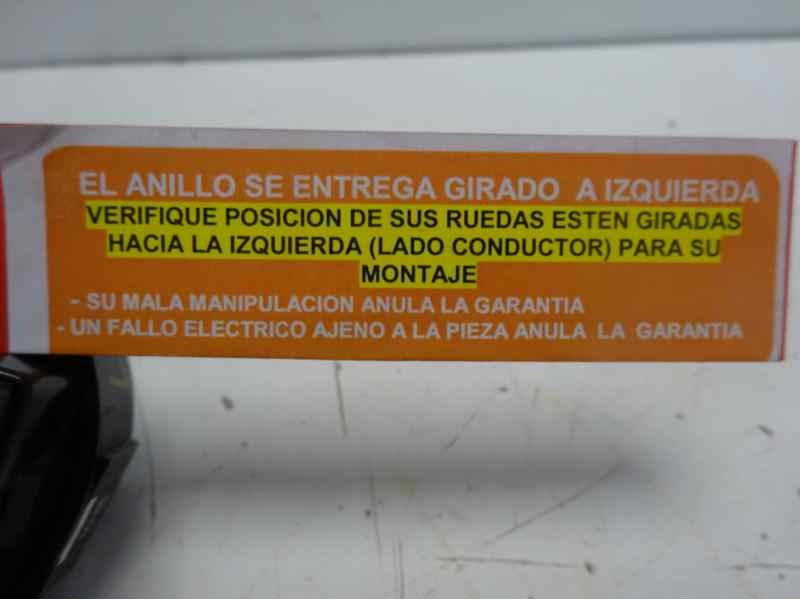 EL ANILLO SE ENTREGA GIRADO A IZQUIERDA
VERIFIQUE POSICION DE SUS RUEDAS ESTEN GIRADAS
HACIA LA IZQUIERDA (LADO CONDUCTOR) PARA SU
MONTAJE
- SU MALA MANIPULACION ANULA LA GARANTIA
- UN FALLO ELECTRICO AJENO A LA PIEZA ANULA LA GARANTIA